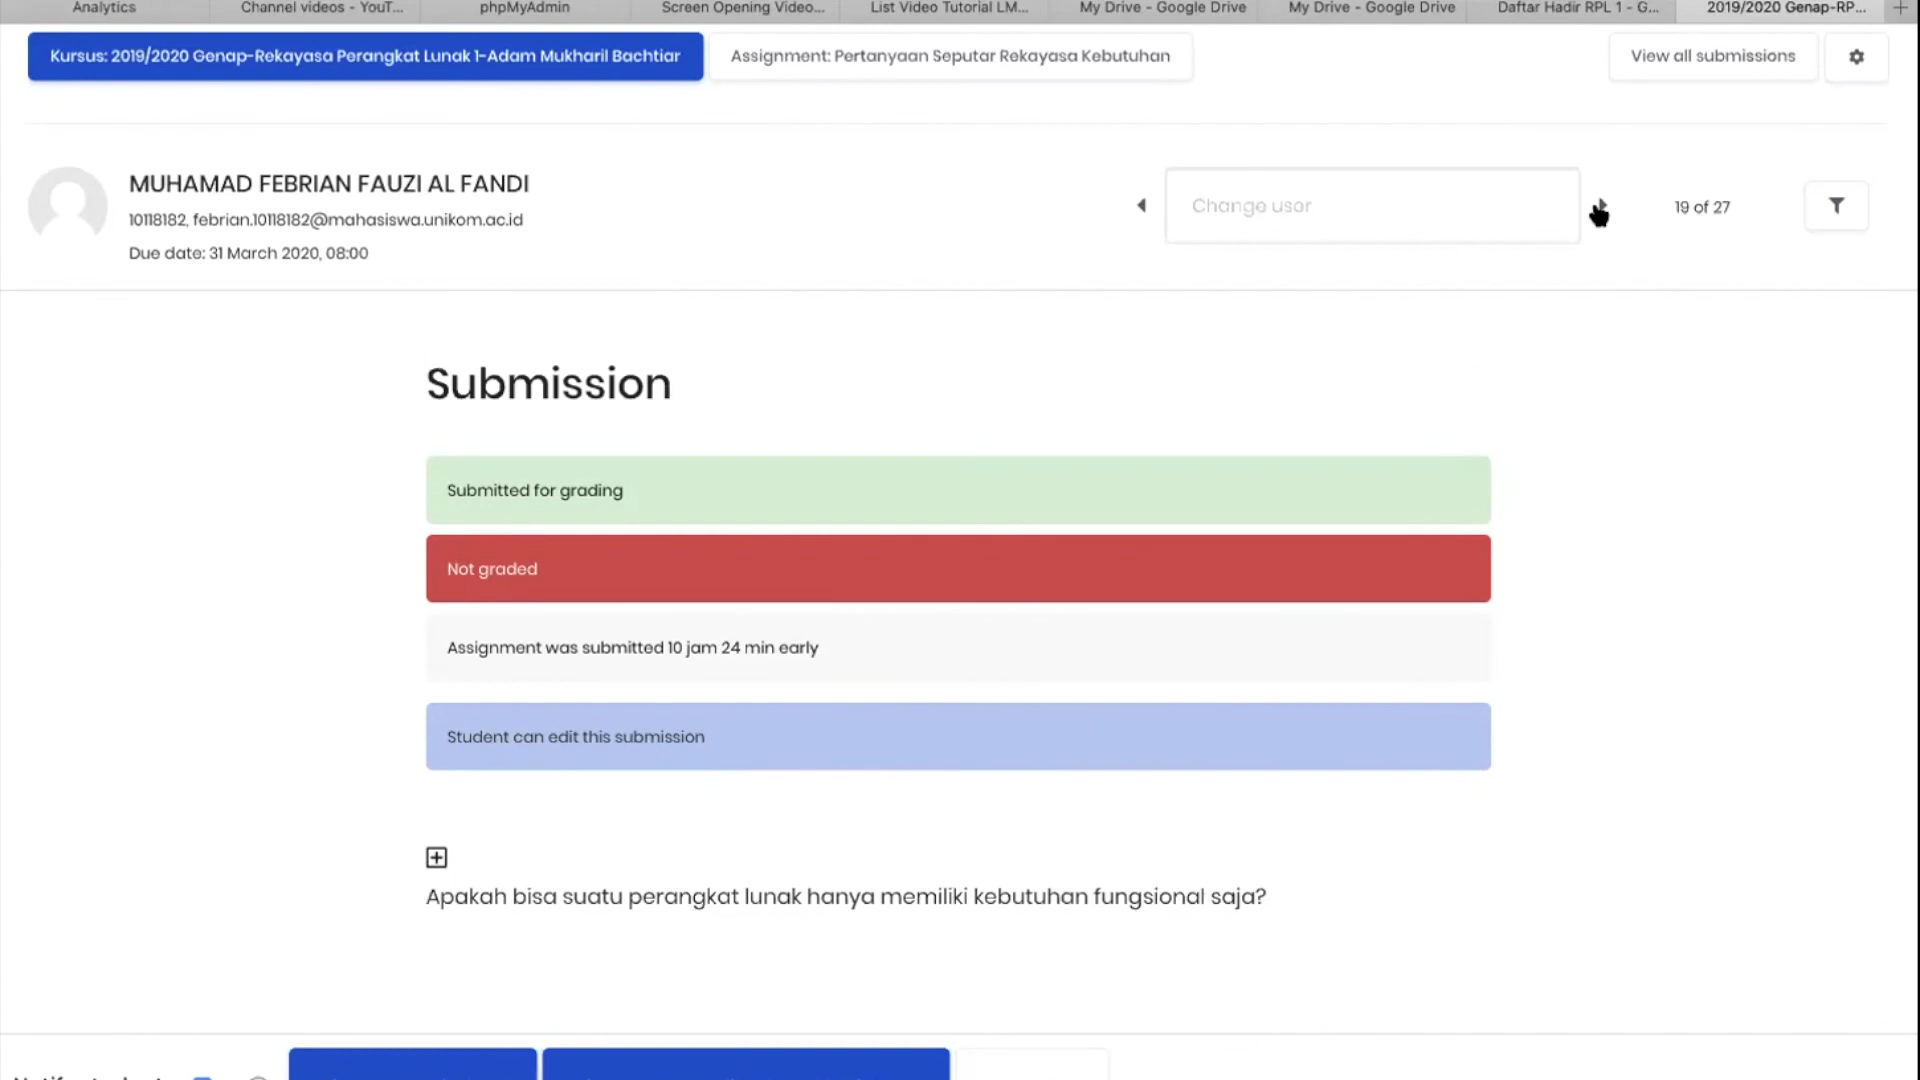 Analytics
Channel videos - YouT...
phpMyAdmin
Screen Opening Video...
List Video Tutorial LM...
My Drive - Google Drive
My Drive - Google Drive
Daftar Hadir RPL 1 - G...
2019/2020 Genap-RP...
Kursus: 2019/2020 Genap-Rekayasa Perangkat Lunak 1-Adam Mukharil Bachtiar
Assignment: Pertanyaan Seputar Rekayasa Kebutuhan
View all submissions
MUHAMAD FEBRIAN FAUZI AL FANDI
10118182, febrian.10118182@mahasiswa.unikom.ac.id
Due date: 31 March 2020, 08:00
Change user
19 of 27
Submission
Submitted for grading
Not graded
Assignment was submitted 10 jam 24 min early
Student can edit this submission
Apakah bisa suatu perangkat lunak hanya memiliki kebutuhan fungsional saja?